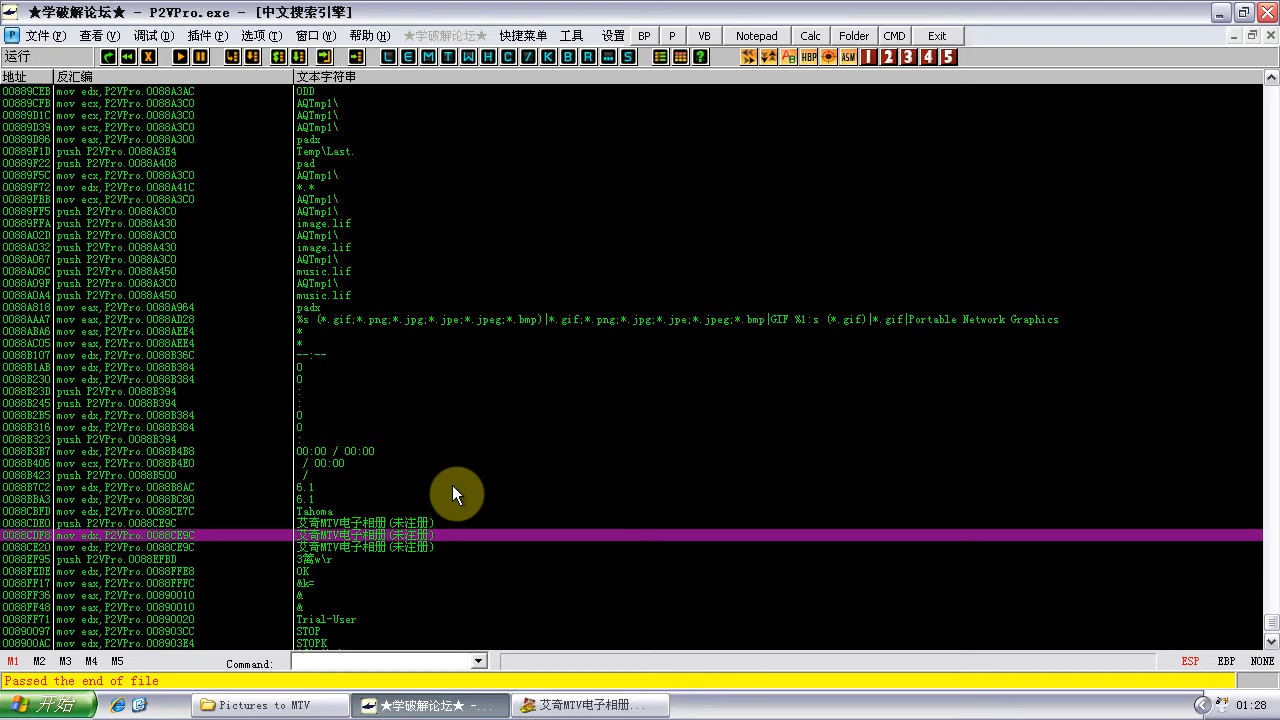 ★学破解论坛★ - P2VPro.exe - [中文搜索引擎]
文件(F) 查看(V) 调试(D) 插件(P) 选项(I) 窗口(W) 帮助(H) ★学破解论坛★ 快捷菜单 工具 设置 BP P VB Notepad Calc Folder CMD Exit
运行 L E M T W H C / K B R ... S HBP ASM 1 2 3 4 5
地址 反汇编 文本字符串
00889CEB mov edx,P2VPro.0088A3AC ODD
00889CFB mov ecx,P2VPro.0088A3C0 AQTmp1\
00889D1C mov ecx,P2VPro.0088A3C0 AQTmp1\
00889D39 mov ecx,P2VPro.0088A3C0 AQTmp1\
00889D86 mov eax,P2VPro.0088A300 padx
00889F1D push P2VPro.0088A3E4 Temp\Last.
00889F22 push P2VPro.0088A408 pad
00889F5C mov ecx,P2VPro.0088A3C0 AQTmp1\
00889F72 mov edx,P2VPro.0088A41C *.*
00889FBB mov ecx,P2VPro.0088A3C0 AQTmp1\
00889FF5 push P2VPro.0088A3C0 AQTmp1\
00889FFA push P2VPro.0088A430 image.lif
0088A02D push P2VPro.0088A3C0 AQTmp1\
0088A032 push P2VPro.0088A430 image.lif
0088A067 push P2VPro.0088A3C0 AQTmp1\
0088A06C push P2VPro.0088A450 music.lif
0088A09F push P2VPro.0088A3C0 AQTmp1\
0088A0A4 push P2VPro.0088A450 music.lif
0088A818 mov eax,P2VPro.0088A964 padx
0088AAA7 mov eax,P2VPro.0088AD28 %s (*.gif;*.png;*.jpg;*.jpe;*.jpeg;*.bmp)|*.gif;*.png;*.jpg;*.jpe;*.jpeg;*.bmp|GIF %1:s (*.gif)|*.gif|Portable Network Graphics
0088ABA6 mov eax,P2VPro.0088AEE4 *
0088AC05 mov eax,P2VPro.0088AEE4 *
0088B107 mov edx,P2VPro.0088B36C --:--
0088B1AB mov edx,P2VPro.0088B384 0
0088B230 mov edx,P2VPro.0088B384 0
0088B23D push P2VPro.0088B394 :
0088B245 push P2VPro.0088B394 :
0088B2B5 mov edx,P2VPro.0088B384 0
0088B316 mov edx,P2VPro.0088B384 0
0088B323 push P2VPro.0088B394 :
0088B3B7 mov edx,P2VPro.0088B4B8 00:00 / 00:00
0088B406 mov ecx,P2VPro.0088B4E0 / 00:00
0088B423 push P2VPro.0088B500 /
0088B7C2 mov edx,P2VPro.0088B8AC 6.1
0088BBA3 mov edx,P2VPro.0088BC80 6.1
0088CBFD mov edx,P2VPro.0088CE7C Tahoma
0088CDE0 push P2VPro.0088CE9C 艾奇MTV电子相册(未注册)
0088CDF8 mov edx,P2VPro.0088CE9C 艾奇MTV电子相册(未注册)
0088CE20 mov edx,P2VPro.0088CE9C 艾奇MTV电子相册(未注册)
0088EF95 push P2VPro.0088EFBD
0088FEDE mov edx,P2VPro.0088FFE8 OK
0088FF17 mov eax,P2VPro.0088FFFC &k=
0088FF36 mov eax,P2VPro.00890010 &
0088FF48 mov eax,P2VPro.00890010 &
0088FF71 mov edx,P2VPro.00890020 Trial-User
00890097 mov edx,P2VPro.008903CC STOP
008900AC mov edx,P2VPro.008903E4 STOPK
M1 M2 M3 M4 M5 Command: ESP EBP NONE
Passed the end of file
开始 Pictures to MTV ★学破解论坛★ -... 艾奇MTV电子相册... 01:28